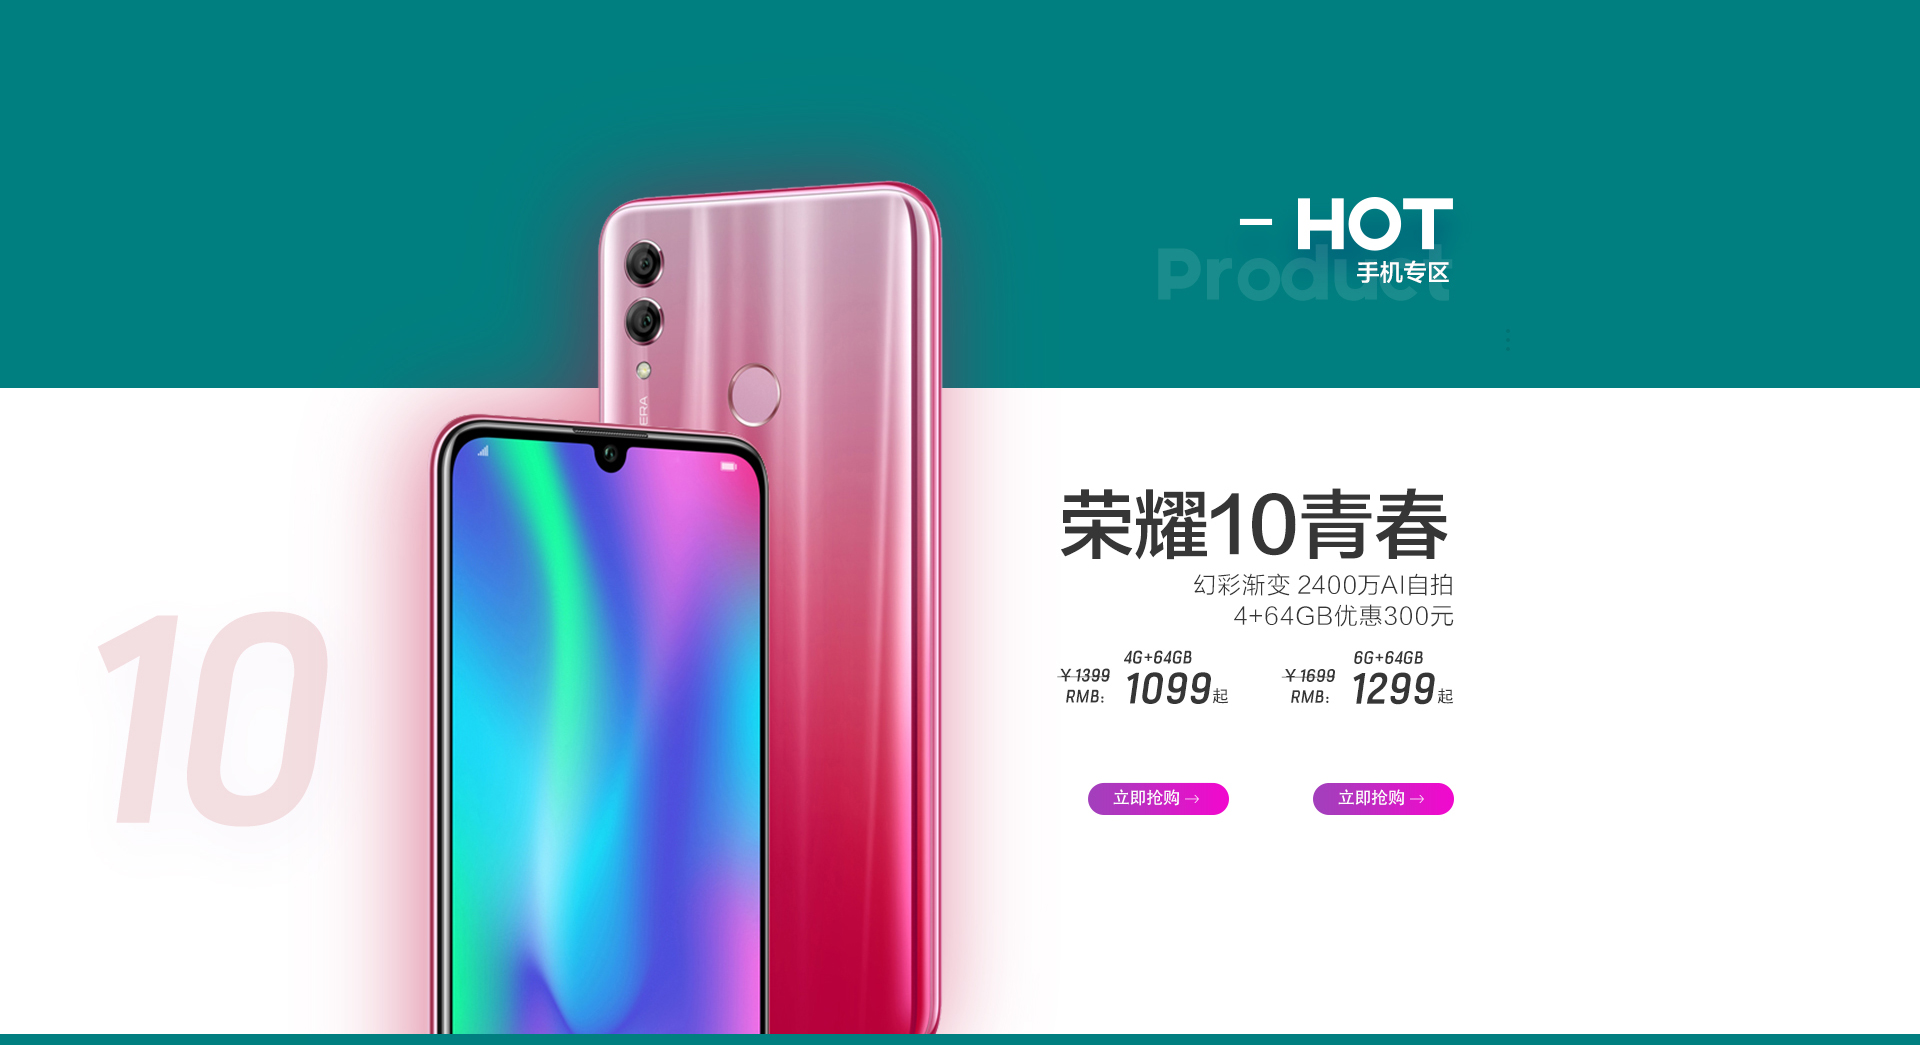 HOT
Product
手机专区
ERA
荣耀10青春
幻彩渐变 2400万AI自拍
4+64GB优惠300元
4G+64GB
￥1399
RMB: 1099起
6G+64GB
￥1699
RMB: 1299起
10
立即抢购→
立即抢购→